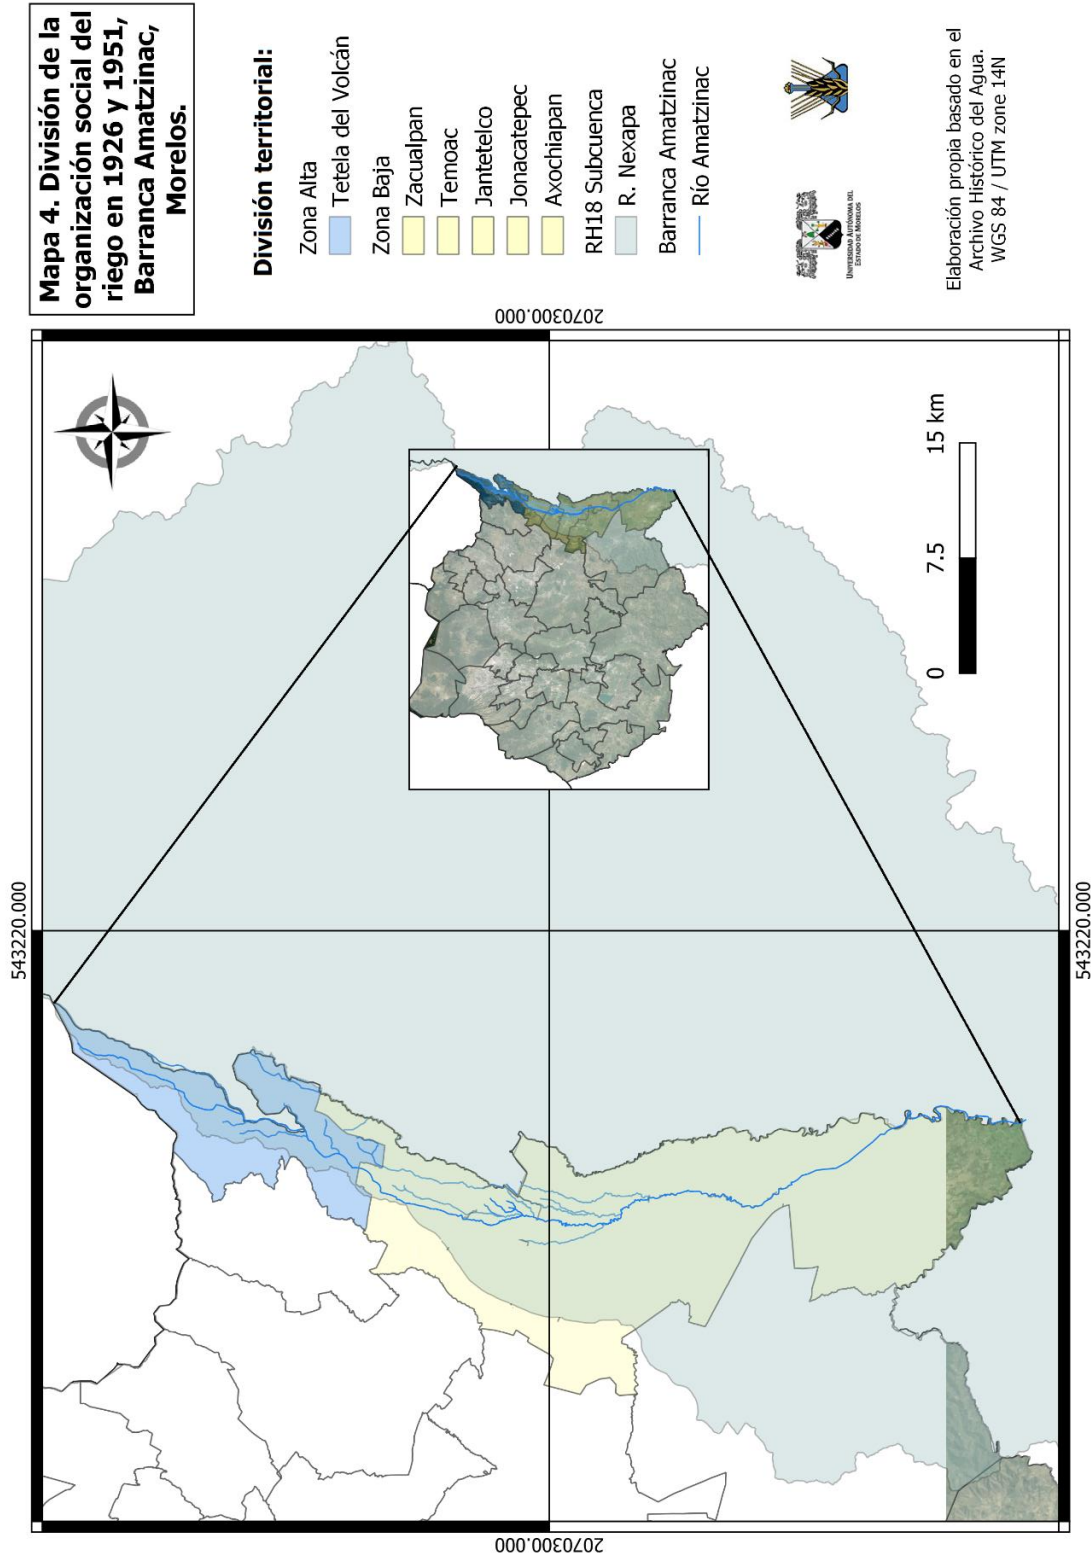 Mapa 4. División de la
organización social del
riego en 1926 y 1951,
Barranca Amatzinac,
Morelos.
División territorial:
Zona Alta
Tetela del Volcán
Zona Baja
Zacualpan
Temoac
Jantetelco
Jonacatepec
Axochiapan
RH18 Subcuenca
R. Nexapa
Barranca Amatzinac
Río Amatzinac
UNIVERSIDAD AUTÓNOMA DEL
ESTADO DE MORELOS
Elaboración propia basado en el
Archivo Histórico del Agua.
WGS 84 / UTM zone 14N
543220.000
2070300.000
2070300.000
543220.000
0 7.5 15 km